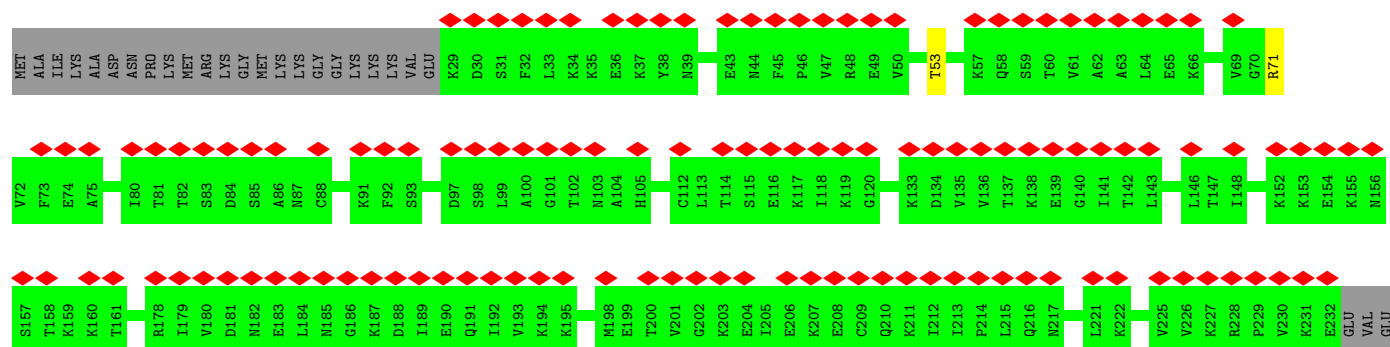 MET ALA ILE LYS ALA ASP ASN PRO LYS MET ARG LYS GLY MET LYS LYS GLY GLY LYS LYS LYS VAL GLU K29 D30 S31 F32 L33 K34 K35 E36 K37 Y38 N39 E43 N44 F45 P46 V47 R48 E49 V50 T53 K57 Q58 S59 T60 V61 A62 A63 L64 E65 K66 V69 G70 R71
V72 F73 E74 A75 I80 T81 T82 S83 D84 S85 A86 N87 C88 K91 F92 S93 D97 S98 L99 A100 G101 T102 N103 A104 H105 C112 L113 T114 S115 E116 K117 I118 K119 G120 K133 D134 V135 V136 T137 K138 E139 G140 I141 T142 L143 L146 T147 I148 K152 K153 E154 K155 N156
S157 T158 K159 K160 T161 R178 I179 V180 D181 N182 E183 L184 N185 G186 K187 D188 I189 E190 Q191 I192 V193 K194 K195 M198 E199 T200 V201 G202 K203 E204 I205 E206 K207 E208 C209 Q210 K211 I212 I213 P214 L215 Q216 N217 L221 K222 V225 V226 K227 R228 P229 V230 K231 E232 GLU VAL GLU